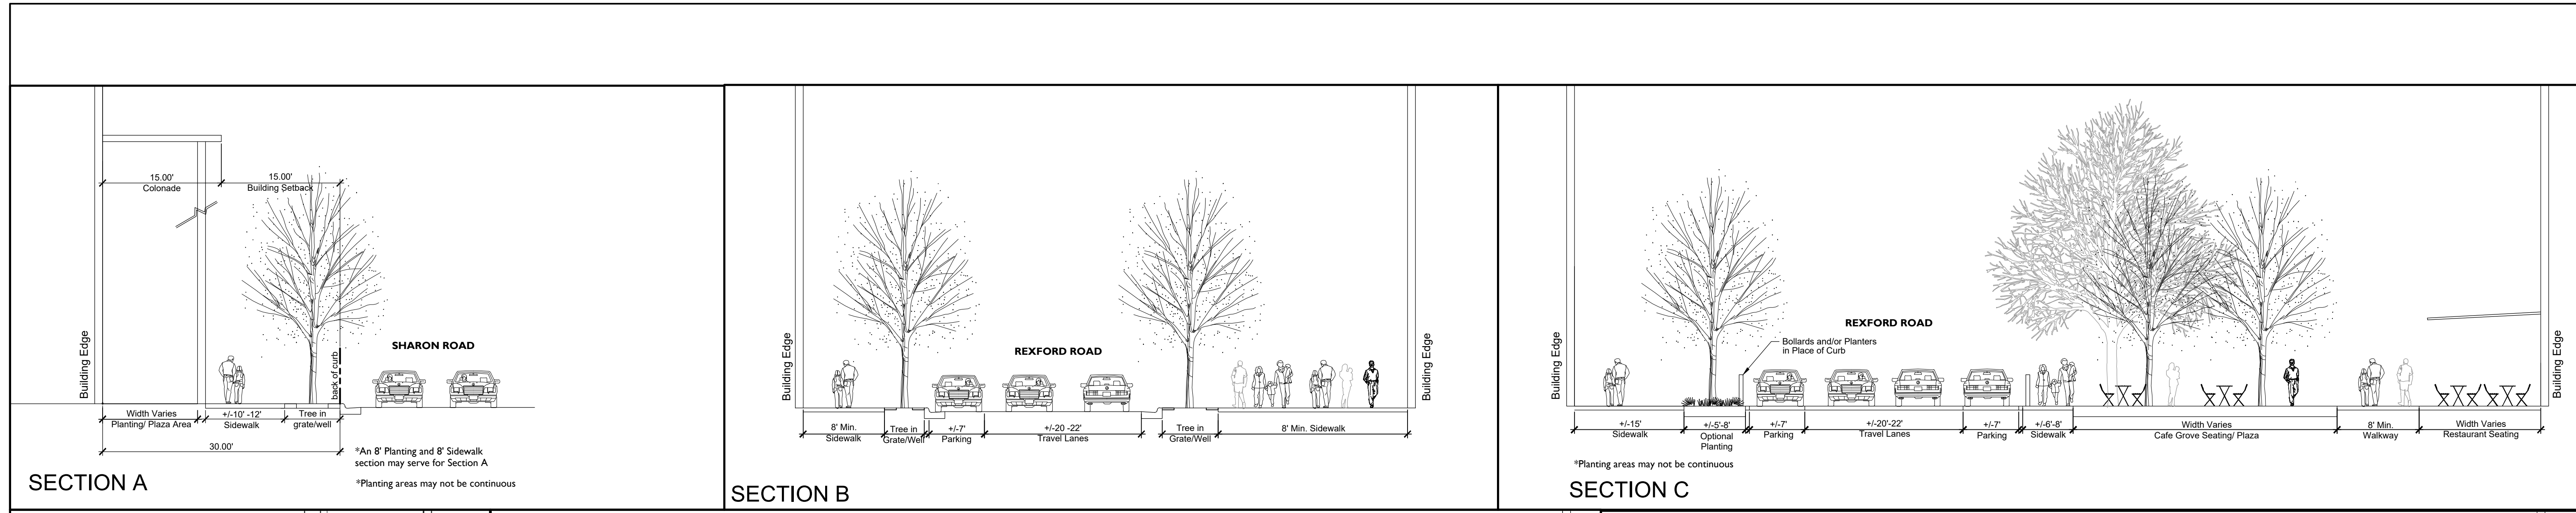 15.00'
Colonade
15.00'
Building Setback
Building Edge
SHARON ROAD
back of curb
Width Varies
Planting/ Plaza Area
+/-10' -12'
Sidewalk
Tree in
grate/well
30.00'
*An 8' Planting and 8' Sidewalk
section may serve for Section A
*Planting areas may not be continuous
SECTION A
Building Edge
REXFORD ROAD
Building Edge
8' Min.
Sidewalk
Tree in
Grate/Well
+/-7'
Parking
+/-20 -22'
Travel Lanes
Tree in
Grate/Well
8' Min. Sidewalk
SECTION B
Building Edge
REXFORD ROAD
Bollards and/or Planters
in Place of Curb
Building Edge
+/-15'
Sidewalk
+/-5'-8'
Optional
Planting
+/-7'
Parking
+/-20'-22'
Travel Lanes
+/-7'
Parking
+/-6'-8'
Sidewalk
Width Varies
Cafe Grove Seating/ Plaza
8' Min.
Walkway
Width Varies
Restaurant Seating
*Planting areas may not be continuous
SECTION C